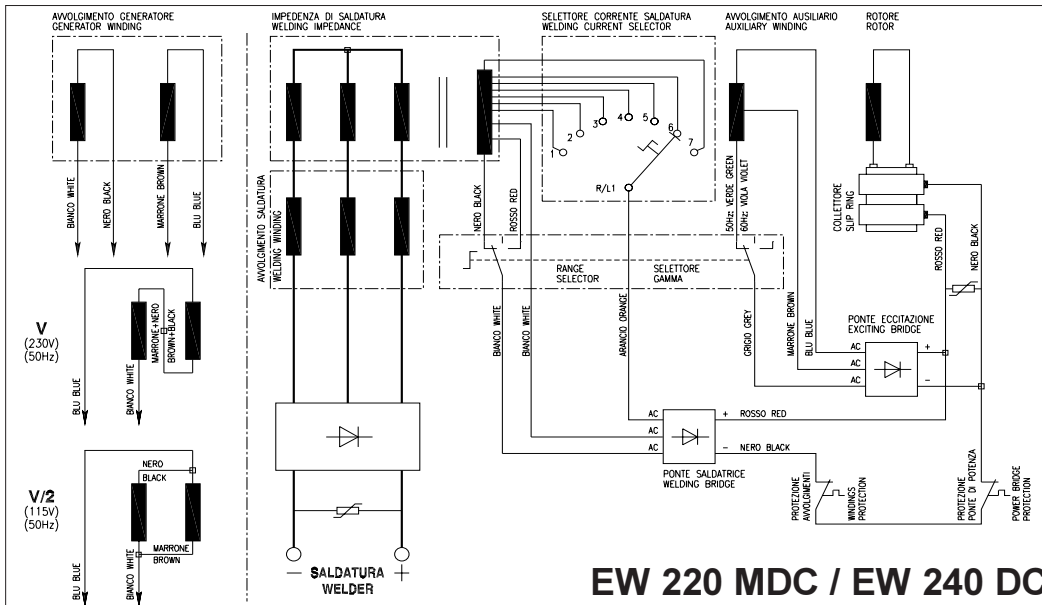 AVVOLGIMENTO GENERATORE
GENERATOR WINDING
IMPEDENZA DI SALDATURA
WELDING IMPEDANCE
SELETTORE CORRENTE SALDATURA
WELDING CURRENT SELECTOR
AVVOLGIMENTO AUSILIARIO
AUXILIARY WINDING
ROTORE
ROTOR
1
2
3
4
5
6
7
R/L1
BIANCO WHITE
NERO BLACK
MARRONE BROWN
BLU BLUE
AVVOLGIMENTO SALDATURA
WELDING WINDING
NERO BLACK
ROSSO RED
50Hz: VERDE GREEN
60Hz: VIOLA VIOLET
COLLETTORE
SLIP RING
ROSSO RED
NERO BLACK
RANGE
SELECTOR
SELETTORE
GAMMA
V
(230V)
(50Hz)
MARRONE+NERO
BROWN+BLACK
BLU BLUE
BIANCO WHITE
BIANCO WHITE
BIANCO WHITE
ARANCIO ORANGE
GRIGIO GREY
MARRONE BROWN
BLU BLUE
PONTE ECCITAZIONE
EXCITING BRIDGE
AC
AC
AC
+
−
AC
AC
AC
+
ROSSO RED
−
NERO BLACK
PONTE SALDATRICE
WELDING BRIDGE
V/2
(115V)
(50Hz)
NERO
BLACK
MARRONE
BROWN
BLU BLUE
BIANCO WHITE
PROTEZIONE
AVVOLGIMENTI
WINDINGS
PROTECTION
PROTEZIONE
PONTE DI POTENZA
POWER BRIDGE
PROTECTION
− SALDATURA +
WELDER
EW 220 MDC / EW 240 DC